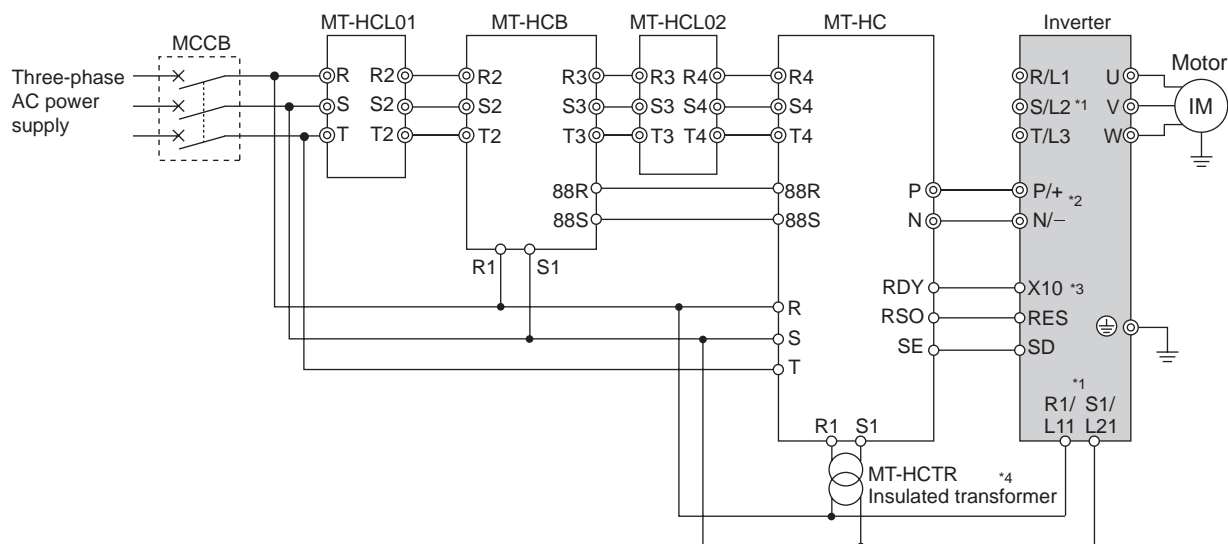 MT-HCL01 MT-HCB MT-HCL02 MT-HC Inverter
MCCB
Three-phase
AC power
supply
Motor
R R2 R2 R3 R3 R4 R4 R/L1 U
S S2 S2 S3 S3 S4 S4 S/L2 *1 V IM
T T2 T2 T3 T3 T4 T4 T/L3 W
88R 88R P P/+ *2
88S 88S N N/−
R1 S1
RDY X10 *3
R
RSO RES
S
SE SD
T
*1
R1/ S1/
R1 S1 L11 L21
MT-HCTR *4
Insulated transformer